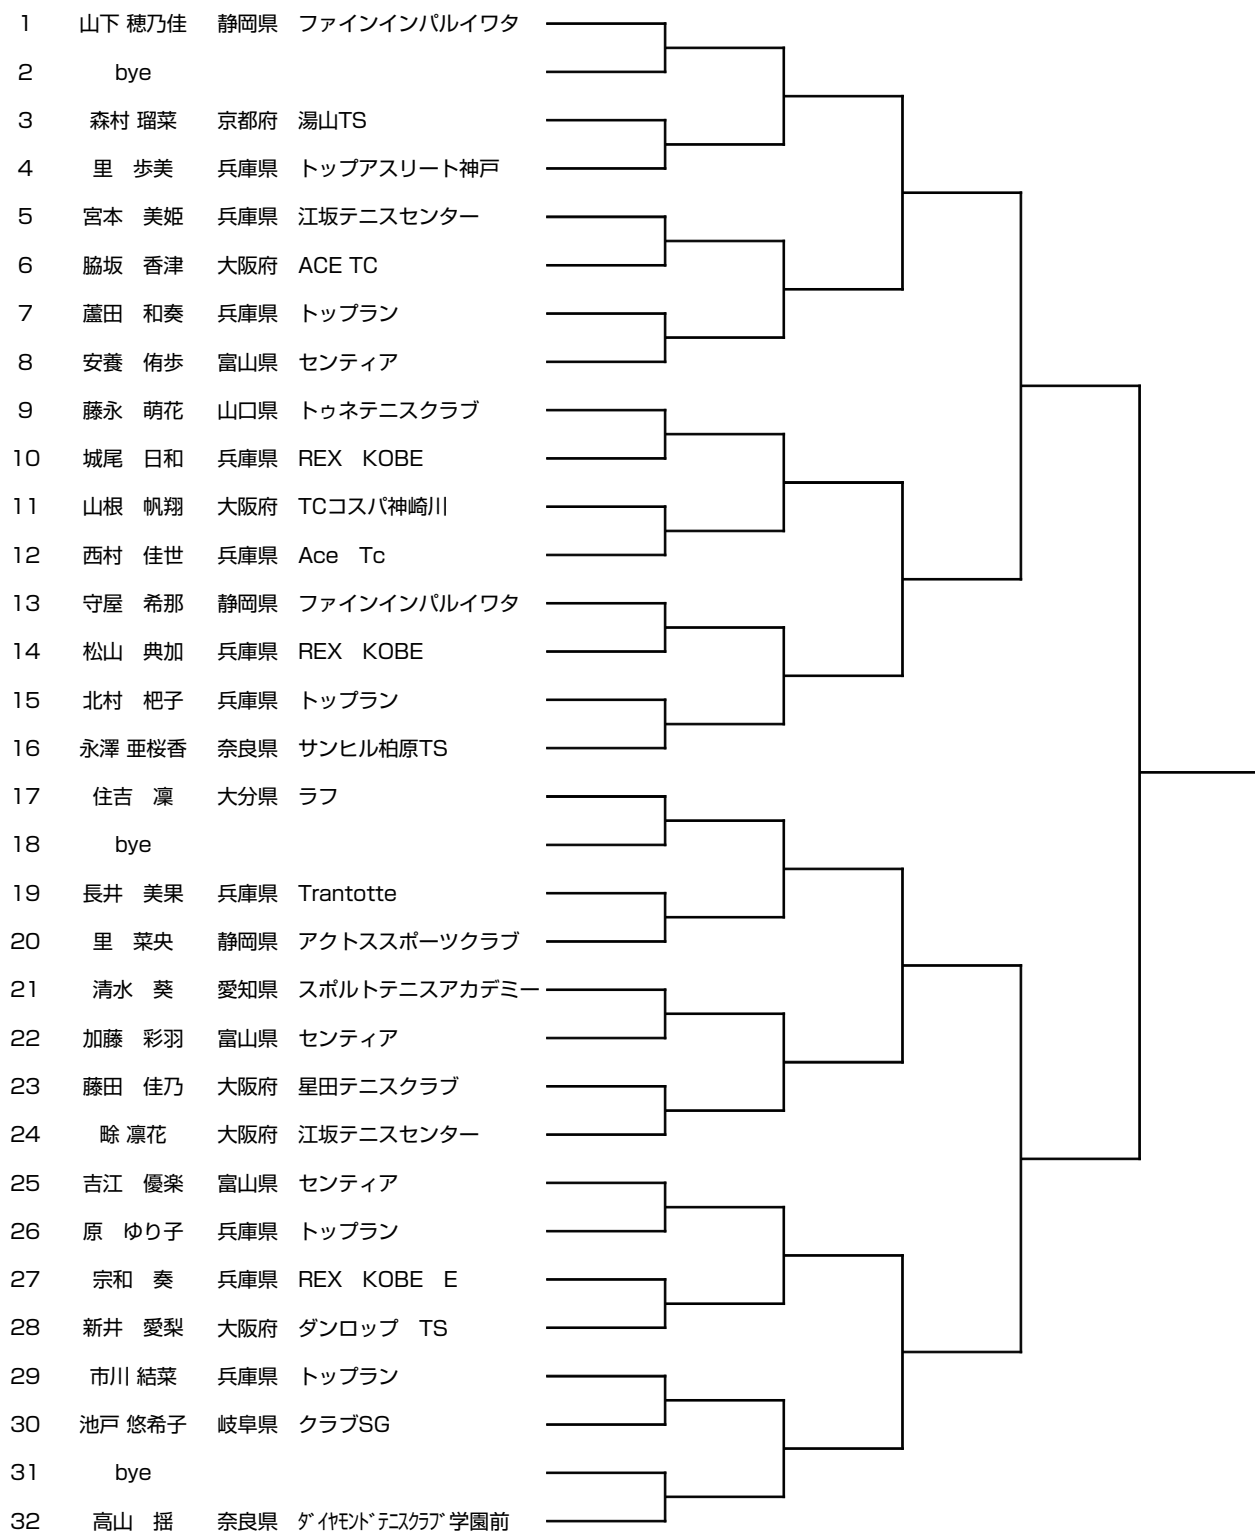 1 山下 穂乃佳 静岡県 ファインインパルイワタ
2 bye
3 森村 瑠菜 京都府 湯山TS
4 里　歩美 兵庫県 トップアスリート神戸
5 宮本　美姫 兵庫県 江坂テニスセンター
6 脇坂　香津 大阪府 ACE TC
7 蘆田　和奏 兵庫県 トップラン
8 安養　侑歩 富山県 センティア
9 藤永　萌花 山口県 トゥネテニスクラブ
10 城尾　日和 兵庫県 REX　KOBE
11 山根　帆翔 大阪府 TCコスパ神崎川
12 西村　佳世 兵庫県 Ace　Tc
13 守屋　希那 静岡県 ファインインパルイワタ
14 松山　典加 兵庫県 REX　KOBE
15 北村　杷子 兵庫県 トップラン
16 永澤 亜桜香 奈良県 サンヒル柏原TS
17 住吉　凜 大分県 ラフ
18 bye
19 長井　美果 兵庫県 Trantotte
20 里　菜央 静岡県 アクトススポーツクラブ
21 清水　葵 愛知県 スポルトテニスアカデミー
22 加藤　彩羽 富山県 センティア
23 藤田　佳乃 大阪府 星田テニスクラブ
24 畭 凛花 大阪府 江坂テニスセンター
25 吉江　優楽 富山県 センティア
26 原　ゆり子 兵庫県 トップラン
27 宗和　奏 兵庫県 REX　KOBE　E
28 新井　愛梨 大阪府 ダンロップ　TS
29 市川 結菜 兵庫県 トップラン
30 池戸 悠希子 岐阜県 クラブSG
31 bye
32 高山　揺 奈良県 ﾀﾞｲﾔﾓﾝﾄﾞﾃﾆｽｸﾗﾌﾞ学園前